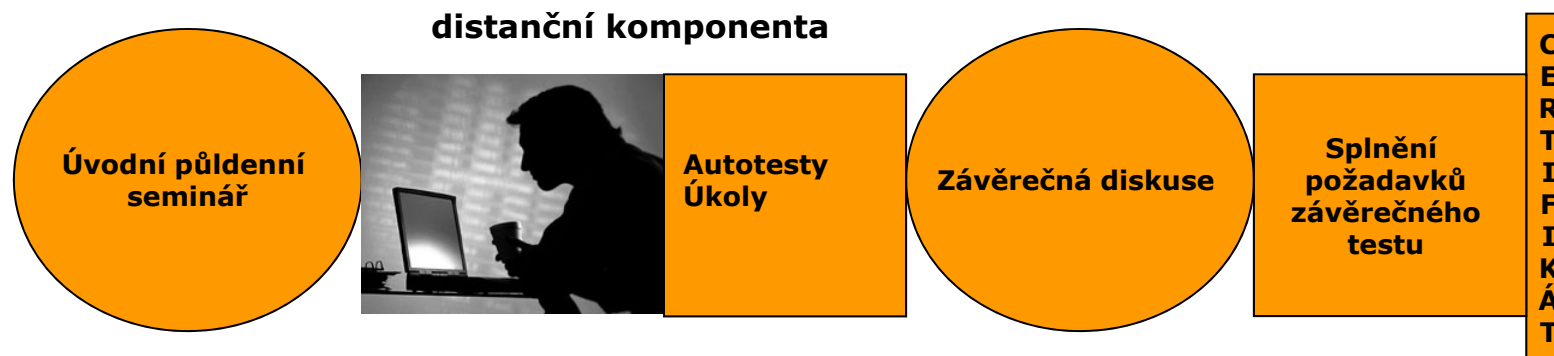 distanční komponenta
Úvodní půldenní
seminář
Autotesty
Úkoly
Závěrečná diskuse
Splnění
požadavků
závěrečného
testu
C
E
R
T
I
F
I
K
Á
T